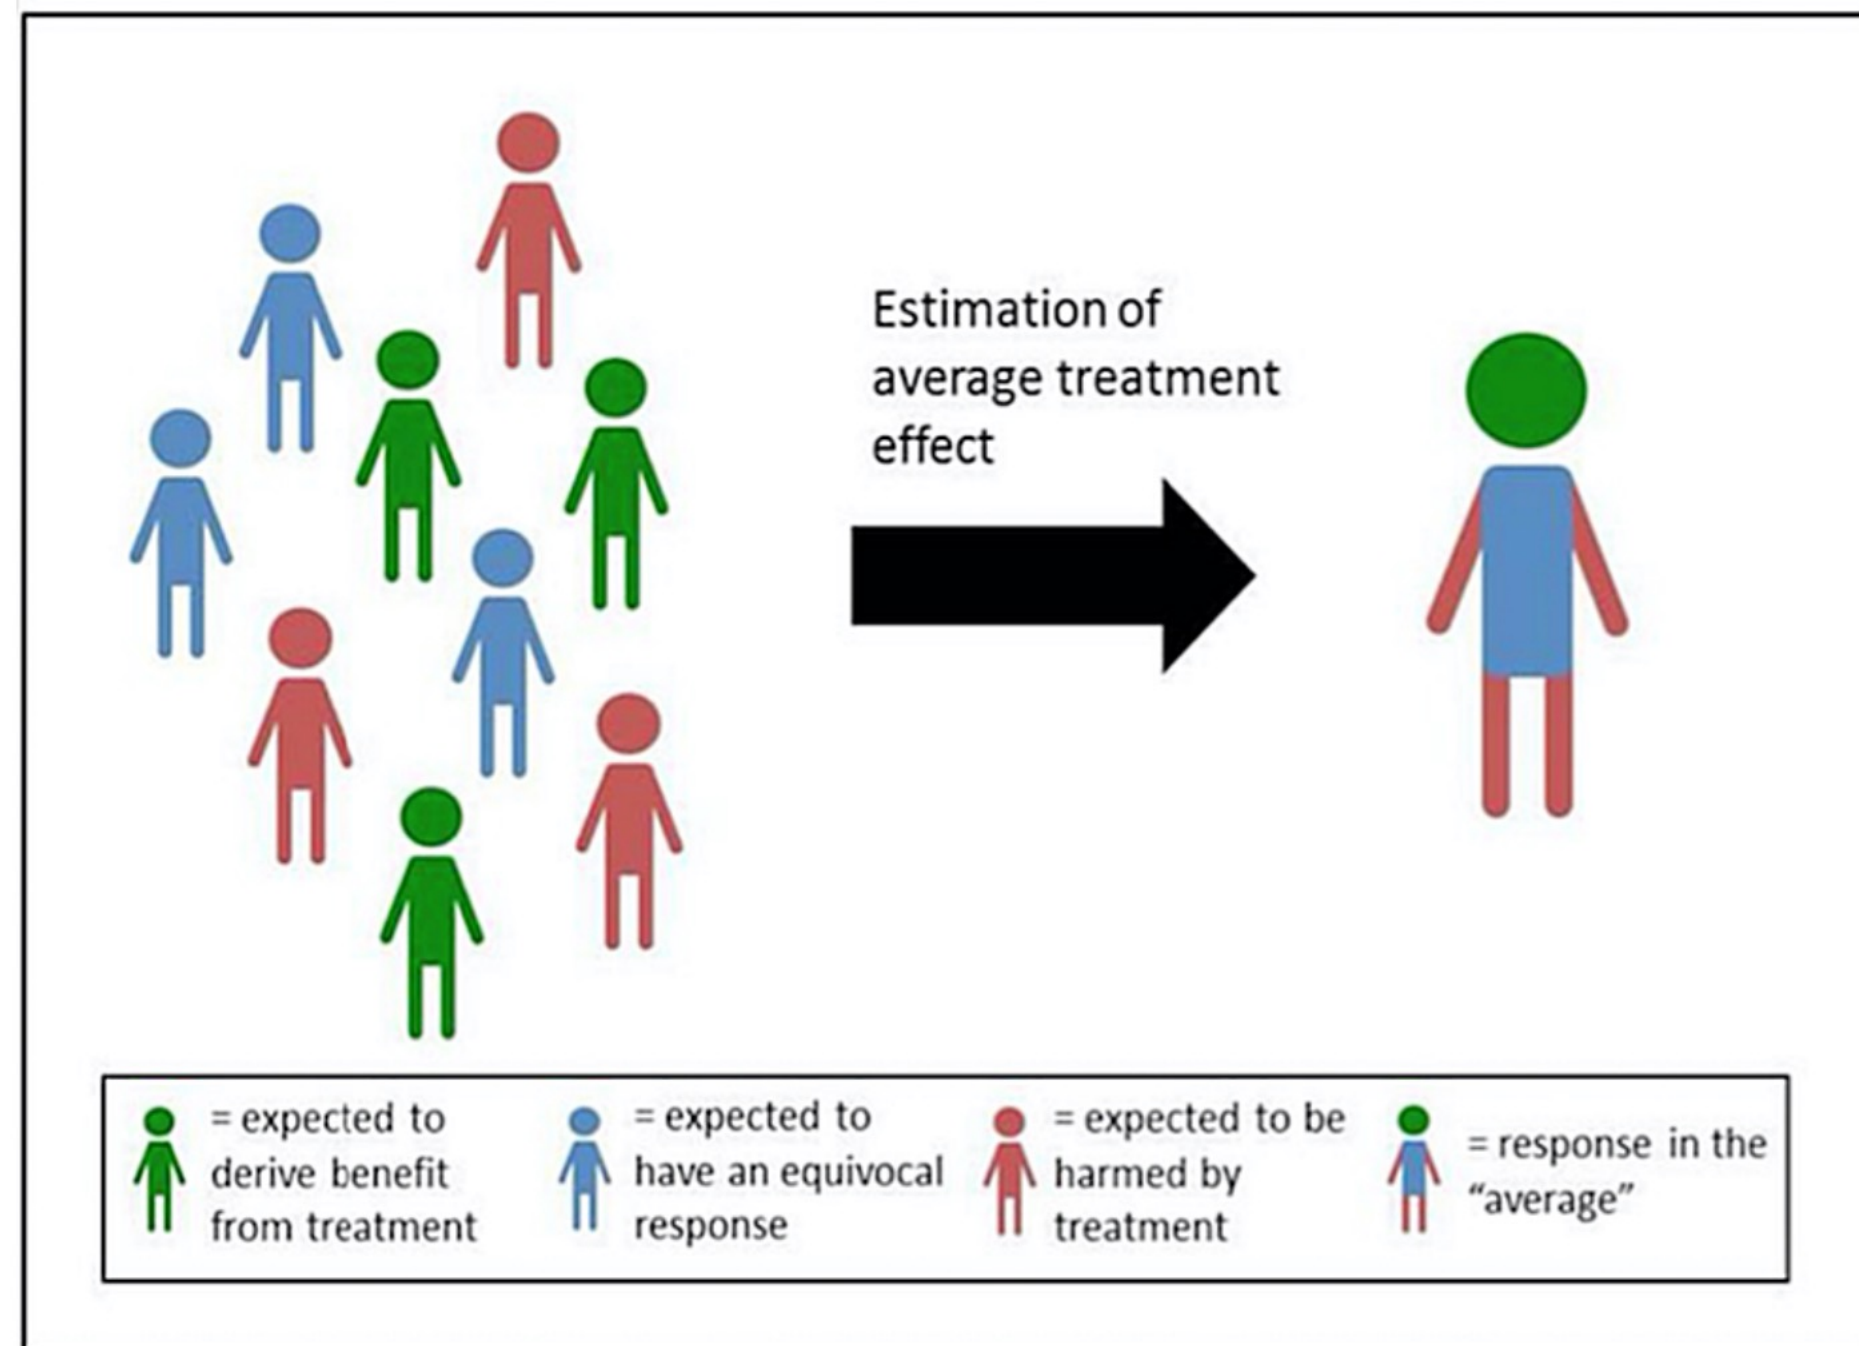 Estimation of
average treatment
effect
= expected to
derive benefit
from treatment
= expected to
have an equivocal
response
= expected to be
harmed by
treatment
= response in the
“average”